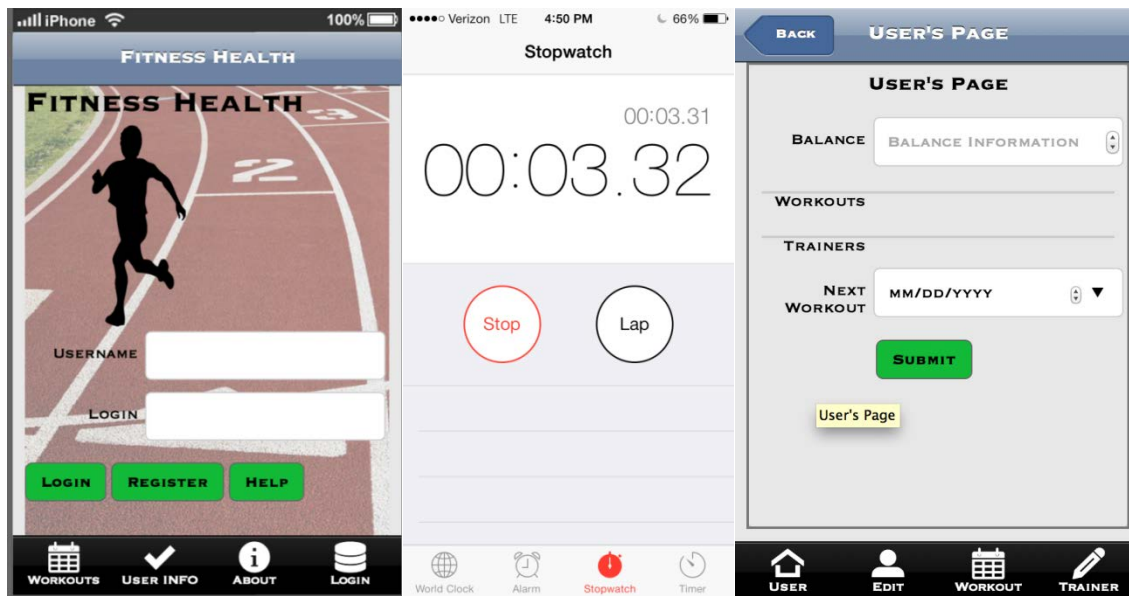 iPhone 100%
FITNESS HEALTH
FITNESS HEALTH
2
USERNAME
LOGIN
LOGIN REGISTER HELP
WORKOUTS USER INFO ABOUT LOGIN
Verizon LTE 4:50 PM 66%
Stopwatch
00:03.31
00:03.32
Stop Lap
World Clock Alarm Stopwatch Timer
BACK USER'S PAGE
USER'S PAGE
BALANCE BALANCE INFORMATION
WORKOUTS
TRAINERS
NEXT WORKOUT MM/DD/YYYY
SUBMIT
User's Page
USER EDIT WORKOUT TRAINER